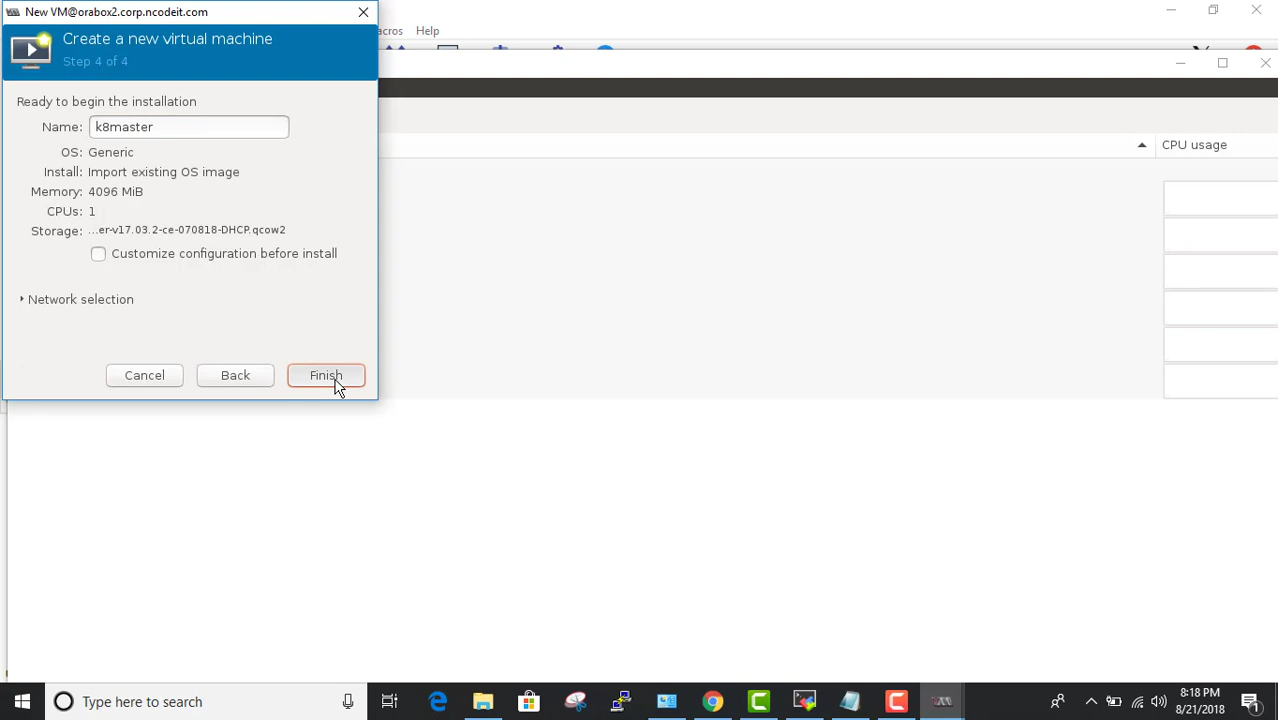 New VM@orabox2.corp.ncodeit.com
acros Help
Create a new virtual machine
Step 4 of 4
Ready to begin the installation
Name: k8master
CPU usage
OS: Generic
Install: Import existing OS image
Memory: 4096 MiB
CPUs: 1
Storage: ...er-v17.03.2-ce-070818-DHCP.qcow2
Customize configuration before install
Network selection
Cancel Back Finish
Type here to search
8:18 PM
8/21/2018
1